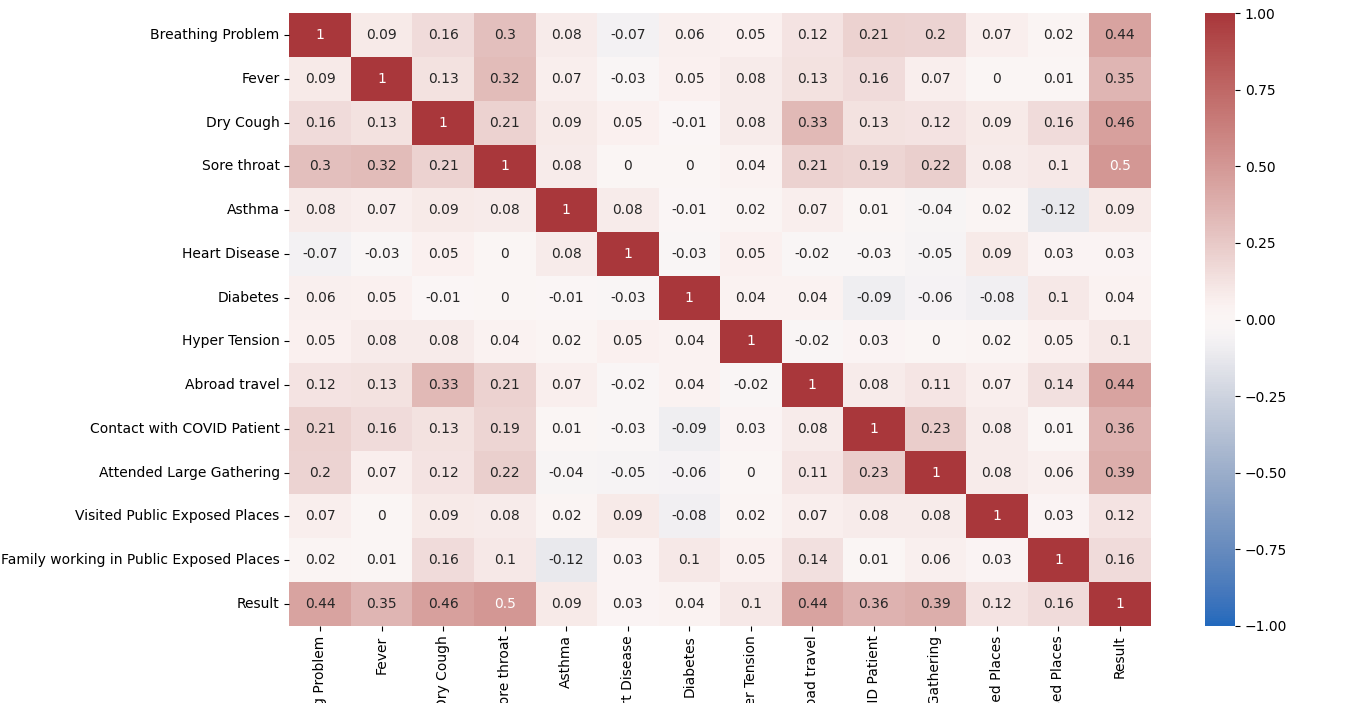 Breathing Problem 1 0.09 0.16 0.3 0.08 -0.07 0.06 0.05 0.12 0.21 0.2 0.07 0.02 0.44
Fever 0.09 1 0.13 0.32 0.07 -0.03 0.05 0.08 0.13 0.16 0.07 0 0.01 0.35
Dry Cough 0.16 0.13 1 0.21 0.09 0.05 -0.01 0.08 0.33 0.13 0.12 0.09 0.16 0.46
Sore throat 0.3 0.32 0.21 1 0.08 0 0 0.04 0.21 0.19 0.22 0.08 0.1 0.5
Asthma 0.08 0.07 0.09 0.08 1 0.08 -0.01 0.02 0.07 0.01 -0.04 0.02 -0.12 0.09
Heart Disease -0.07 -0.03 0.05 0 0.08 1 -0.03 0.05 -0.02 -0.03 -0.05 0.09 0.03 0.03
Diabetes 0.06 0.05 -0.01 0 -0.01 -0.03 1 0.04 0.04 -0.09 -0.06 -0.08 0.1 0.04
Hyper Tension 0.05 0.08 0.08 0.04 0.02 0.05 0.04 1 -0.02 0.03 0 0.02 0.05 0.1
Abroad travel 0.12 0.13 0.33 0.21 0.07 -0.02 0.04 -0.02 1 0.08 0.11 0.07 0.14 0.44
Contact with COVID Patient 0.21 0.16 0.13 0.19 0.01 -0.03 -0.09 0.03 0.08 1 0.23 0.08 0.01 0.36
Attended Large Gathering 0.2 0.07 0.12 0.22 -0.04 -0.05 -0.06 0 0.11 0.23 1 0.08 0.06 0.39
Visited Public Exposed Places 0.07 0 0.09 0.08 0.02 0.09 -0.08 0.02 0.07 0.08 0.08 1 0.03 0.12
Family working in Public Exposed Places 0.02 0.01 0.16 0.1 -0.12 0.03 0.1 0.05 0.14 0.01 0.06 0.03 1 0.16
Result 0.44 0.35 0.46 0.5 0.09 0.03 0.04 0.1 0.44 0.36 0.39 0.12 0.16 1
g Problem
Fever
Dry Cough
ore throat
Asthma
rt Disease
Diabetes
er Tension
oad travel
ID Patient
Gathering
ed Places
ed Places
Result
1.00
0.75
0.50
0.25
0.00
−0.25
−0.50
−0.75
−1.00